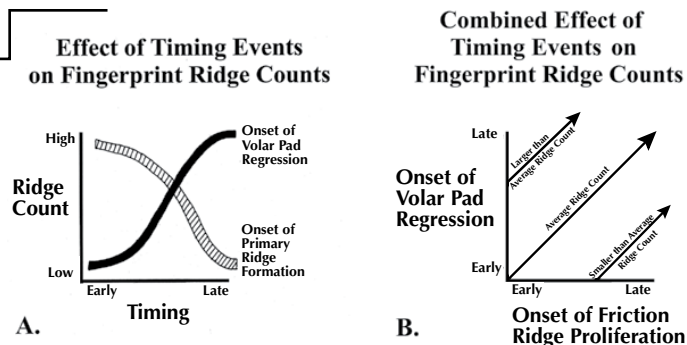 Effect of Timing Events
on Fingerprint Ridge Counts
High
Ridge
Count
Low
Early
Late
Timing
Onset of
Volar Pad
Regression
Onset of
Primary
Ridge
Formation
A.
Combined Effect of
Timing Events on
Fingerprint Ridge Counts
Late
Onset of
Volar Pad
Regression
Early
Larger than
Average Ridge Count
Average Ridge Count
Smaller than Average
Ridge Count
Early
Late
Onset of Friction
Ridge Proliferation
B.